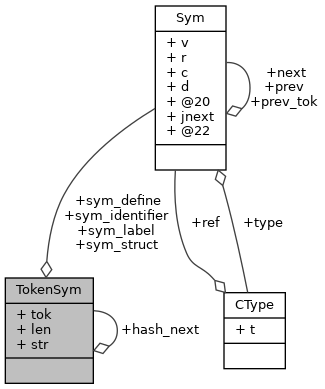 Sym
+ v
+ r
+ c
+ d
+ @20
+ jnext
+ @22
+next
+prev
+prev_tok
+sym_define
+sym_identifier
+sym_label
+sym_struct
+ref
+type
TokenSym
+ tok
+ len
+ str
+hash_next
CType
+ t